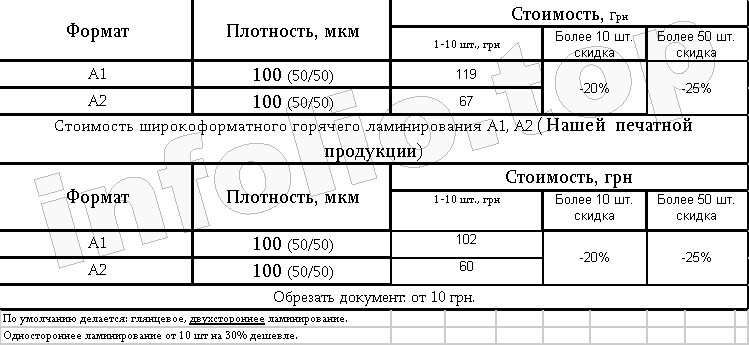 Формат Плотность, мкм Стоимость, Грн
1-10 шт., грн Более 10 шт. скидка Более 50 шт. скидка
А1 100 (50/50) 119 -20% -25%
А2 100 (50/50) 67
Стоимость широкоформатного горячего ламинирования А1, А2 ( Нашей печатной
продукции)
Формат Плотность, мкм Стоимость, грн
1-10 шт., грн Более 10 шт. скидка Более 50 шт. скидка
А1 100 (50/50) 102 -20% -25%
А2 100 (50/50) 60
Обрезать документ: от 10 грн.
По умолчанию делается: глянцевое, двухстороннее ламинирование.
Одностороннее ламинирование от 10 шт на 30% дешевле.
infolio.top